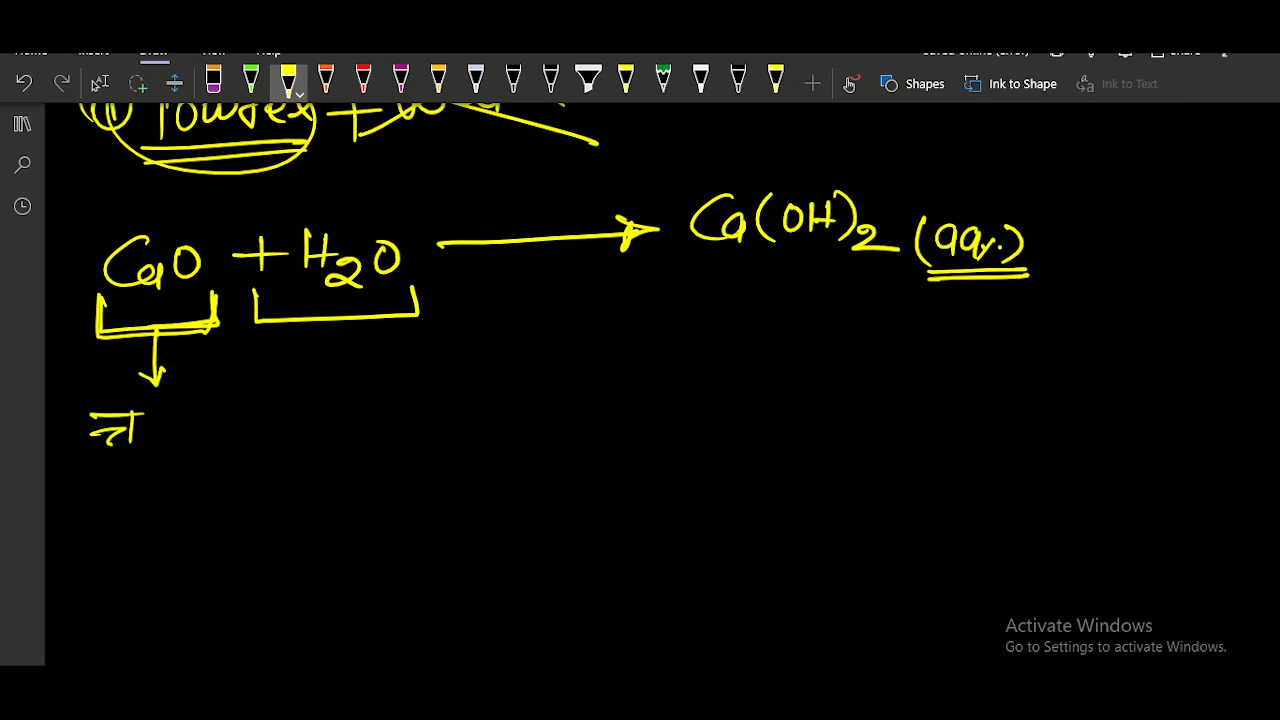 Shapes Ink to Shape Ink to Text
① Powder +
CaO + H2O → Ca(OH)2 (aq.)
Activate Windows
Go to Settings to activate Windows.